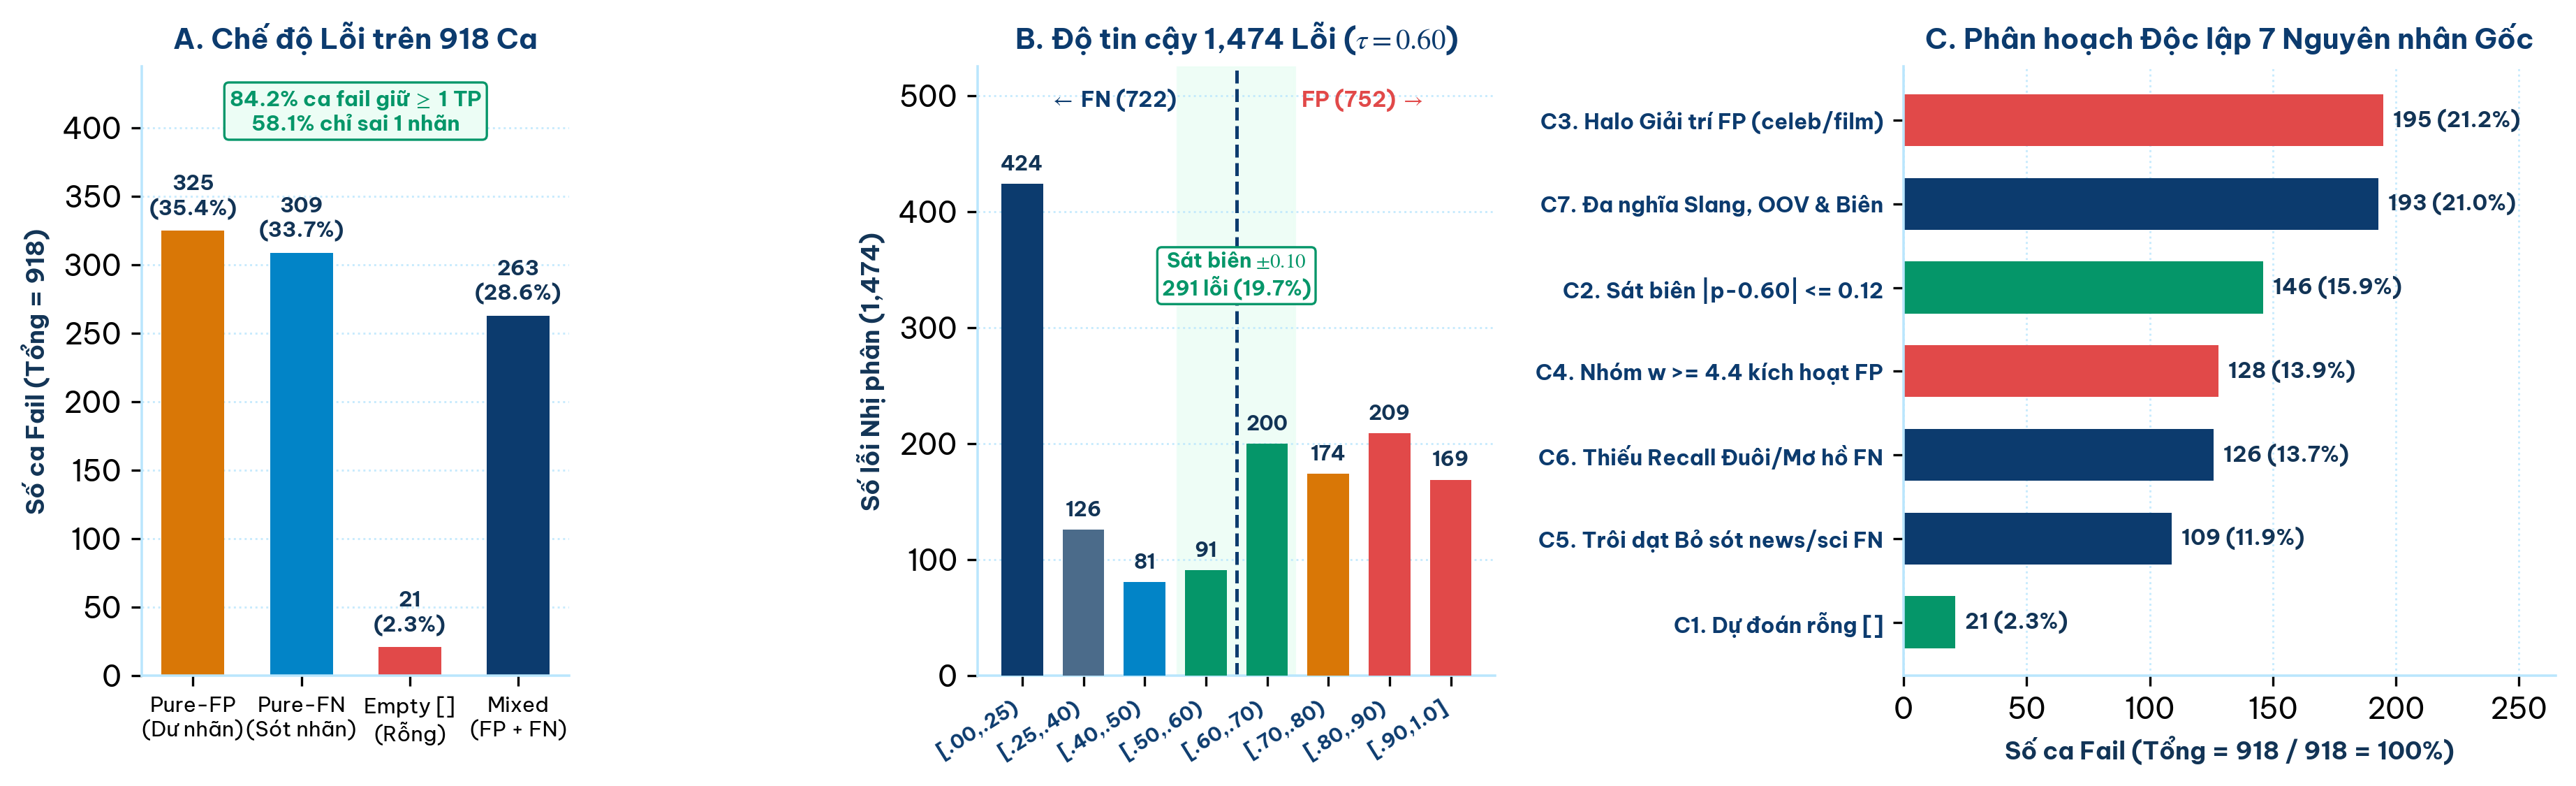 A. Chế độ Lỗi trên 918 Ca
84.2% ca fail giữ ≥ 1 TP
58.1% chỉ sai 1 nhãn
Số ca Fail (Tổng = 918)
400
350
300
250
200
150
100
50
0
325
(35.4%)
309
(33.7%)
21
(2.3%)
263
(28.6%)
Pure-FP
(Dư nhãn)
Pure-FN
(Sót nhãn)
Empty []
(Rỗng)
Mixed
(FP + FN)
B. Độ tin cậy 1,474 Lỗi (τ = 0.60)
← FN (722)
FP (752) →
Sát biên ±0.10
291 lỗi (19.7%)
Số lỗi Nhị phân (1,474)
500
400
300
200
100
0
424
126
81
91
200
174
209
169
[.00,.25)
[.25,.40)
[.40,.50)
[.50,.60)
[.60,.70)
[.70,.80)
[.80,.90)
[.90,1.0]
C. Phân hoạch Độc lập 7 Nguyên nhân Gốc
C3. Halo Giải trí FP (celeb/film)
195 (21.2%)
C7. Đa nghĩa Slang, OOV & Biên
193 (21.0%)
C2. Sát biên |p-0.60| <= 0.12
146 (15.9%)
C4. Nhóm w >= 4.4 kích hoạt FP
128 (13.9%)
C6. Thiếu Recall Đuôi/Mơ hồ FN
126 (13.7%)
C5. Trôi dạt Bỏ sót news/sci FN
109 (11.9%)
C1. Dự đoán rỗng []
21 (2.3%)
0
50
100
150
200
250
Số ca Fail (Tổng = 918 / 918 = 100%)